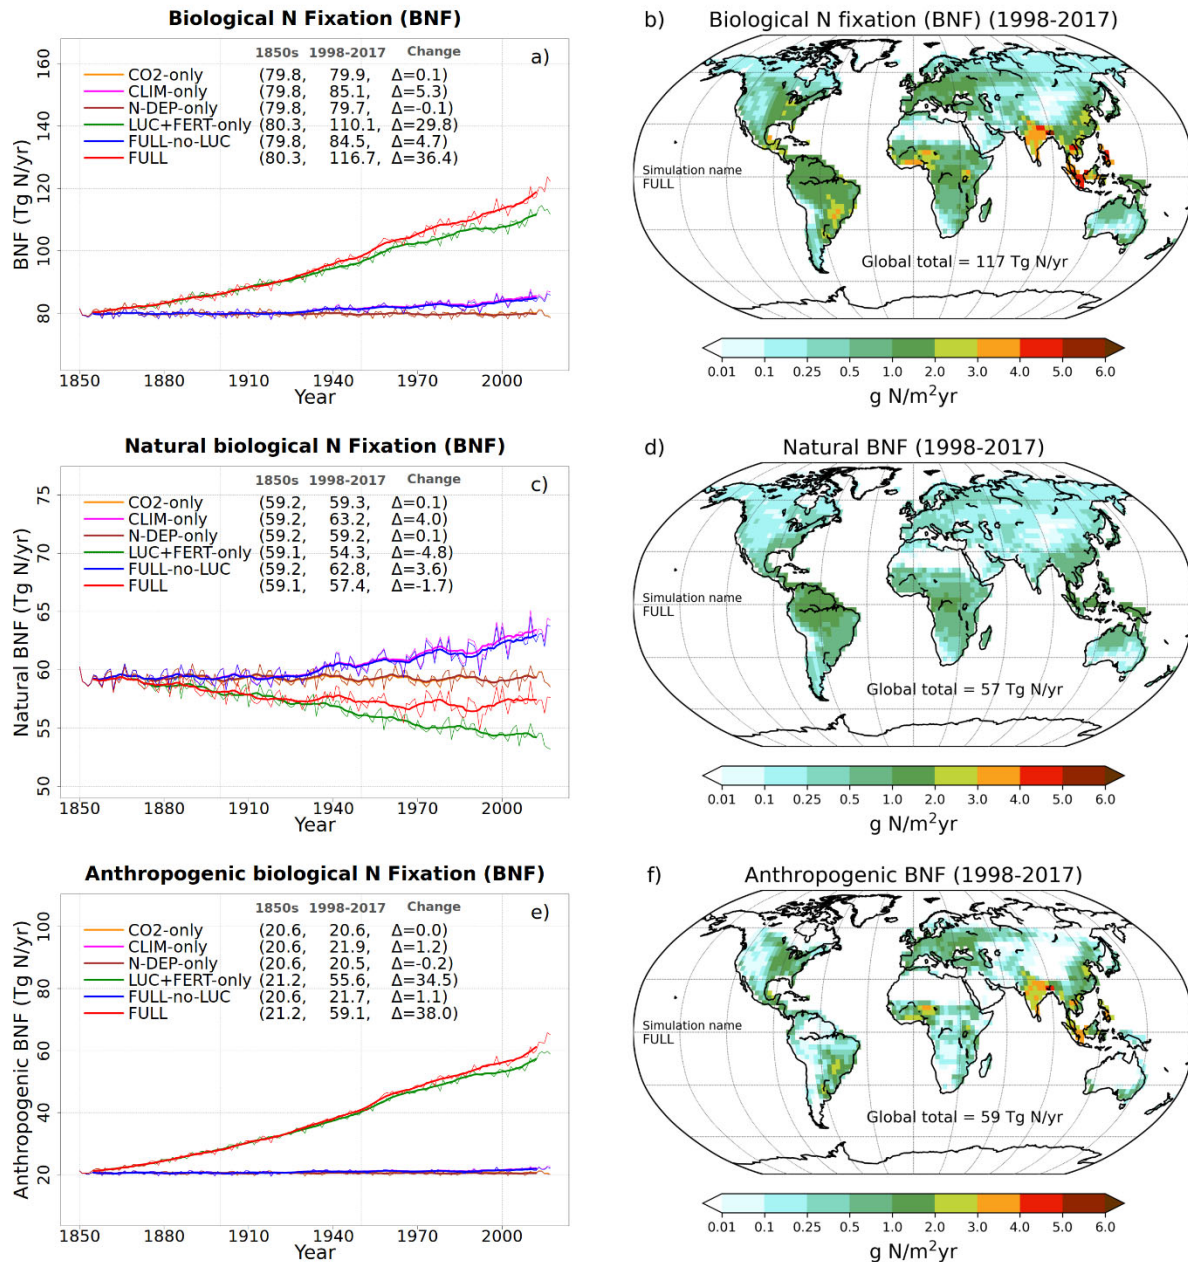 Biological N Fixation (BNF)
1850s 1998-2017 Change
a)
CO2-only (79.8, 79.9, Δ=0.1)
CLIM-only (79.8, 85.1, Δ=5.3)
N-DEP-only (79.8, 79.7, Δ=-0.1)
LUC+FERT-only (80.3, 110.1, Δ=29.8)
FULL-no-LUC (79.8, 84.5, Δ=4.7)
FULL (80.3, 116.7, Δ=36.4)
BNF (Tg N/yr)
160
140
120
100
80
1850 1880 1910 1940 1970 2000
Year
b) Biological N fixation (BNF) (1998-2017)
Simulation name
FULL
Global total = 117 Tg N/yr
0.01 0.1 0.25 0.5 1.0 2.0 3.0 4.0 5.0 6.0
g N/m²yr
Natural biological N Fixation (BNF)
1850s 1998-2017 Change
c)
CO2-only (59.2, 59.3, Δ=0.1)
CLIM-only (59.2, 63.2, Δ=4.0)
N-DEP-only (59.2, 59.2, Δ=0.1)
LUC+FERT-only (59.1, 54.3, Δ=-4.8)
FULL-no-LUC (59.2, 62.8, Δ=3.6)
FULL (59.1, 57.4, Δ=-1.7)
Natural BNF (Tg N/yr)
75
70
65
60
55
50
1850 1880 1910 1940 1970 2000
Year
d) Natural BNF (1998-2017)
Simulation name
FULL
Global total = 57 Tg N/yr
0.01 0.1 0.25 0.5 1.0 2.0 3.0 4.0 5.0 6.0
g N/m²yr
Anthropogenic biological N Fixation (BNF)
1850s 1998-2017 Change
e)
CO2-only (20.6, 20.6, Δ=0.0)
CLIM-only (20.6, 21.9, Δ=1.2)
N-DEP-only (20.6, 20.5, Δ=-0.2)
LUC+FERT-only (21.2, 55.6, Δ=34.5)
FULL-no-LUC (20.6, 21.7, Δ=1.1)
FULL (21.2, 59.1, Δ=38.0)
Anthropogenic BNF (Tg N/yr)
100
80
60
40
20
1850 1880 1910 1940 1970 2000
Year
f) Anthropogenic BNF (1998-2017)
Simulation name
FULL
Global total = 59 Tg N/yr
0.01 0.1 0.25 0.5 1.0 2.0 3.0 4.0 5.0 6.0
g N/m²yr